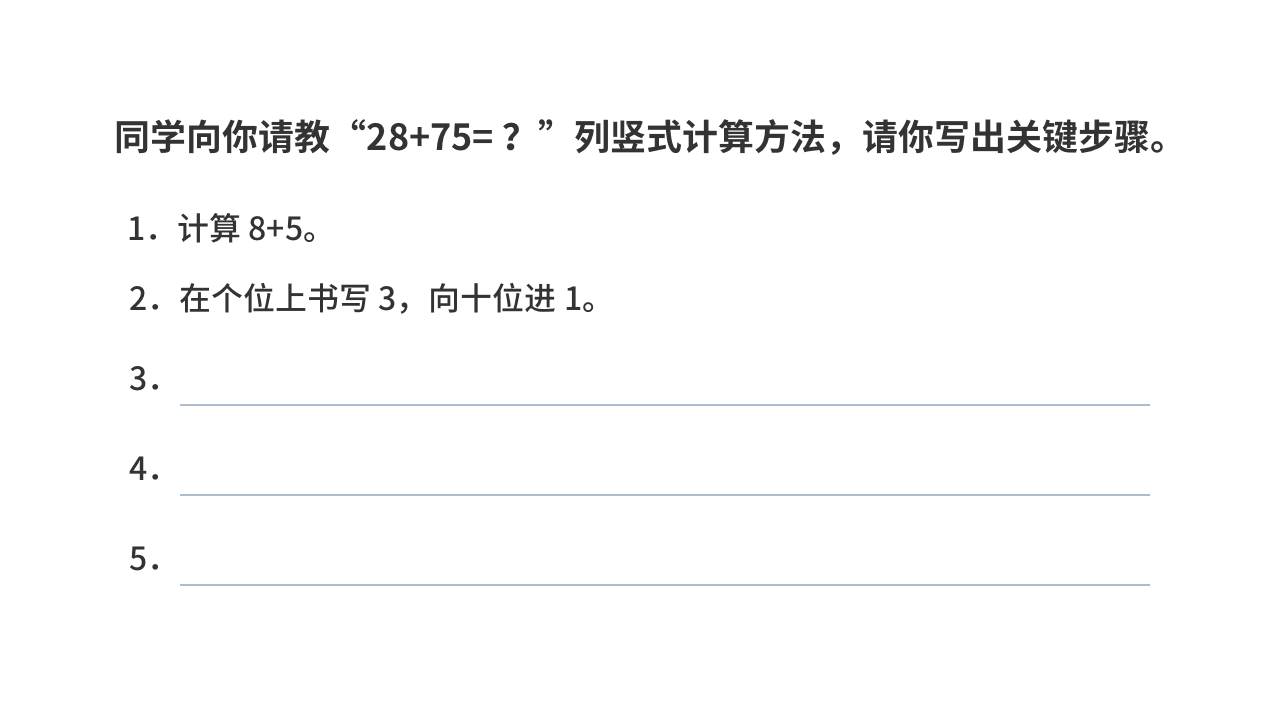 同学向你请教“28+75=？”列竖式计算方法，请你写出关键步骤。
1．计算 8+5。
2．在个位上书写 3，向十位进 1。
3．
4．
5．